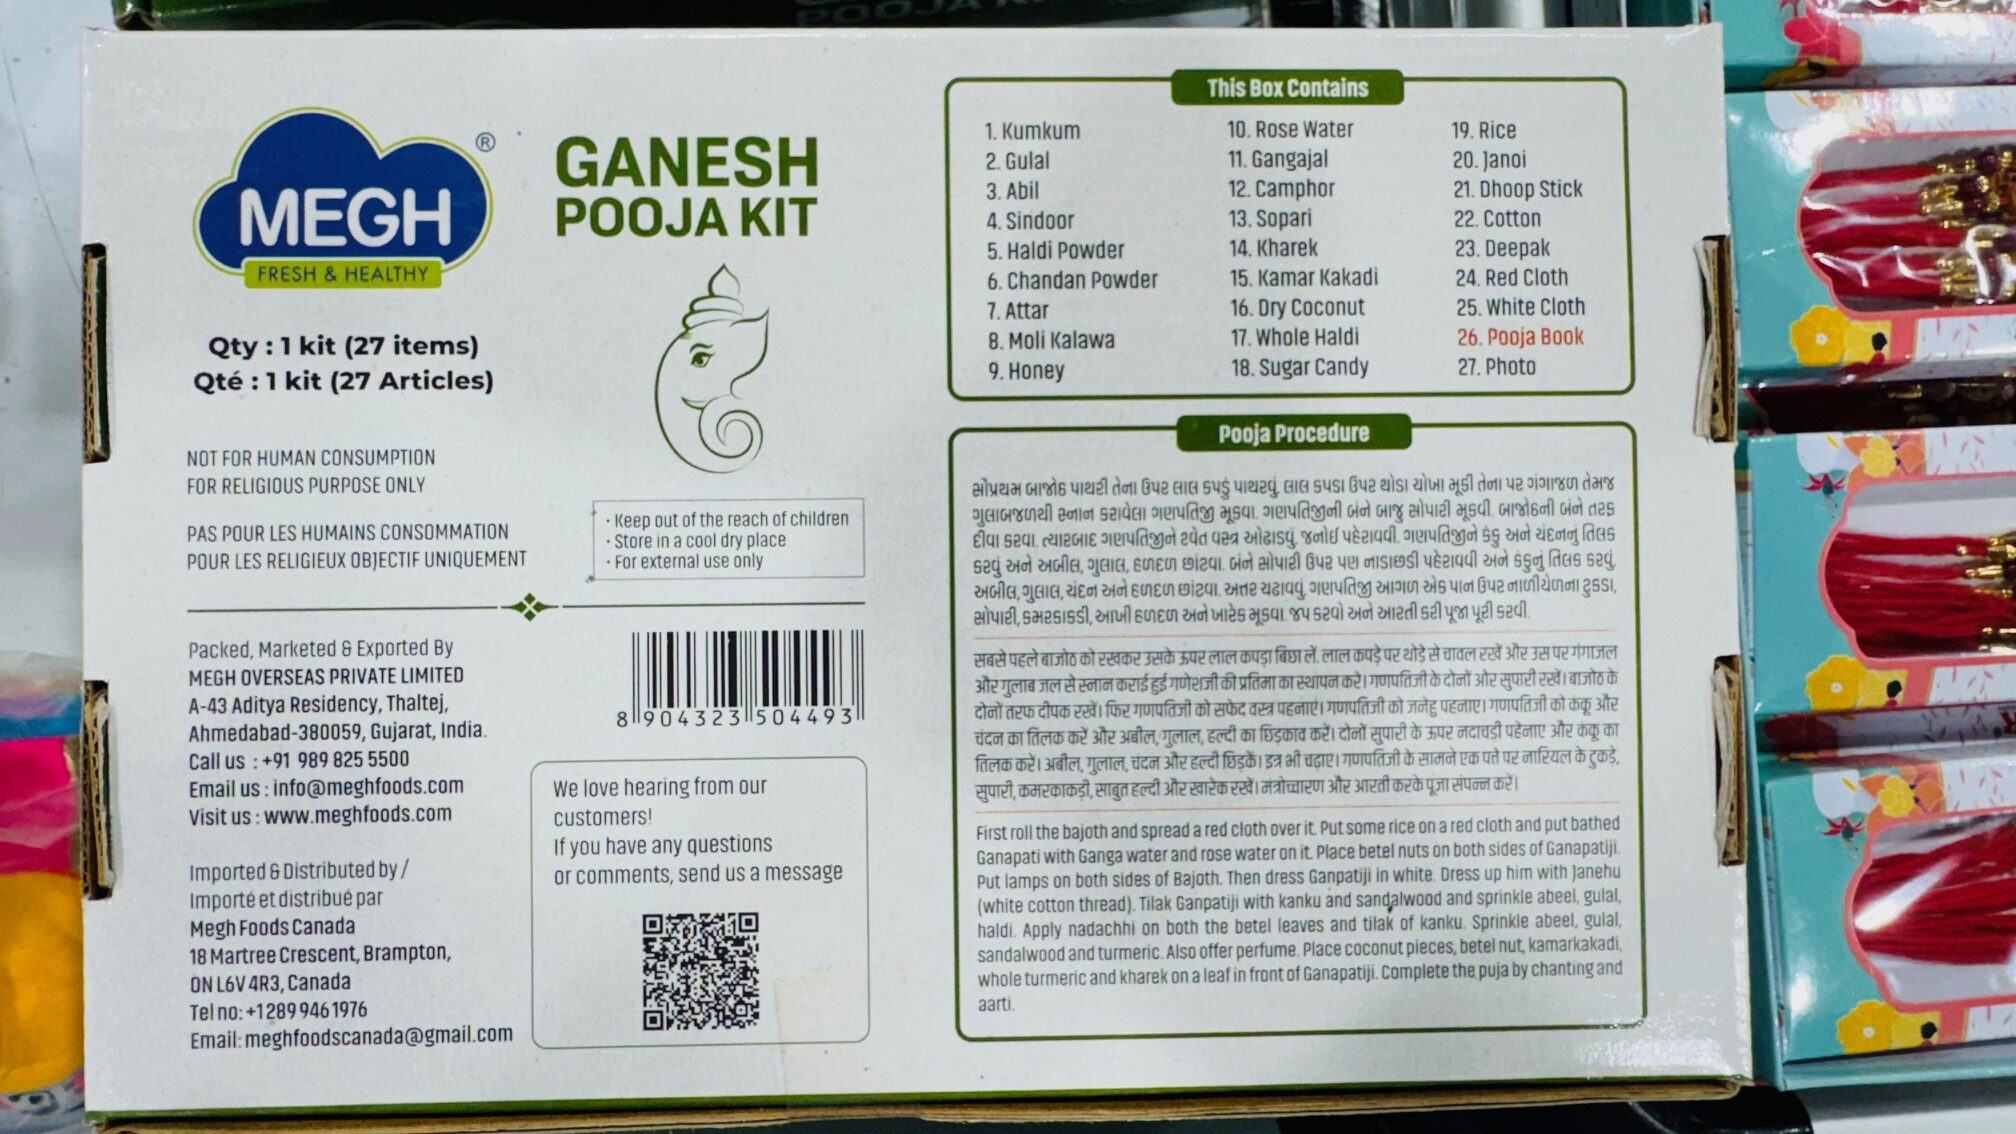 MEGH
®
FRESH & HEALTHY
GANESH
POOJA KIT
Qty : 1 kit (27 items)
Qté : 1 kit (27 Articles)
NOT FOR HUMAN CONSUMPTION
FOR RELIGIOUS PURPOSE ONLY
PAS POUR LES HUMAINS CONSOMMATION
POUR LES RELIGIEUX OBJECTIF UNIQUEMENT
· Keep out of the reach of children
· Store in a cool dry place
· For external use only
Packed, Marketed & Exported By
MEGH OVERSEAS PRIVATE LIMITED
A-43 Aditya Residency, Thaltej,
Ahmedabad-380059, Gujarat, India.
Call us : +91 989 825 5500
Email us : info@meghfoods.com
Visit us : www.meghfoods.com
Imported & Distributed by /
Importé et distribué par
Megh Foods Canada
18 Martree Crescent, Brampton,
ON L6V 4R3, Canada
Tel no: +1 289 946 1976
Email: meghfoodscanada@gmail.com
8 904323 504493
We love hearing from our
customers!
If you have any questions
or comments, send us a message
This Box Contains
1. Kumkum
2. Gulal
3. Abil
4. Sindoor
5. Haldi Powder
6. Chandan Powder
7. Attar
8. Moli Kalawa
9. Honey
10. Rose Water
11. Gangajal
12. Camphor
13. Sopari
14. Kharek
15. Kamar Kakadi
16. Dry Coconut
17. Whole Haldi
18. Sugar Candy
19. Rice
20. Janoi
21. Dhoop Stick
22. Cotton
23. Deepak
24. Red Cloth
25. White Cloth
26. Pooja Book
27. Photo
Pooja Procedure
સૌપ્રથમ બાજોઠ પાથરી તેના ઉપર લાલ કપડું પાથરવું. લાલ કપડા ઉપર થોડા ચોખા મૂકી તેના પર ગંગાજળ તેમજ
ગુલાબજળથી સ્નાન કરાવેલા ગણપતિજી મૂકવા. ગણપતિજીની બંને બાજુ સોપારી મૂકવી. બાજોઠની બંને તરફ
દીવા કરવા. ત્યારબાદ ગણપતિજીને શ્વેત વસ્ત્ર ઓઢાડવું, જનોઈ પહેરાવવી. ગણપતિજીને કંકુ અને ચંદનનું તિલક
કરવું અને અબીલ, ગુલાલ, હળદળ છાંટવા. બંને સોપારી ઉપર પણ નાડાછડી પહેરાવવી અને કંકુનું તિલક કરવું,
અબીલ, ગુલાલ, ચંદન અને હળદળ છાંટવા. અત્તર ચઢાવવું. ગણપતિજી આગળ એક પાન ઉપર નાળીયેળના ટુકડા,
સોપારી, કમરકાકડી, આખી હળદળ અને ખારેક મૂકવા. જપ કરવો અને આરતી કરી પૂજા પૂરી કરવી.
सबसे पहले बाजोठ को रखकर उसके ऊपर लाल कपड़ा बिछा लें. लाल कपड़े पर थोड़े से चावल रखें और उस पर गंगाजल
और गुलाब जल से स्नान कराई हुई गणेशजी की प्रतिमा का स्थापन करे। गणपतिजी के दोनों ओर सुपारी रखें। बाजोठ के
दोनों तरफ दीपक रखें। फिर गणपतिजी को सफेद वस्त्र पहनाएं। गणपतिजी को जनेहु पहनाए। गणपतिजी को कंकू और
चंदन का तिलक करें और अबील, गुलाल, हल्दी का छिड़काव करें। दोनों सुपारी के ऊपर नदाचडी पहेनाए और कंकू का
तिलक करें। अबील, गुलाल, चंदन और हल्दी छिड़कें। इत्र भी चढ़ाए। गणपतिजी के सामने एक पत्ते पर नारियल के टुकड़े,
सुपारी, कमरकाकड़ी, साबुत हल्दी और खारेक रखें। मंत्रोच्चारण और आरती करके पूजा संपन्न करें।
First roll the bajoth and spread a red cloth over it. Put some rice on a red cloth and put bathed
Ganapati with Ganga water and rose water on it. Place betel nuts on both sides of Ganapatiji.
Put lamps on both sides of Bajoth. Then dress Ganpatiji in white. Dress up him with Janehu
(white cotton thread). Tilak Ganpatiji with kanku and sandalwood and sprinkle abeel, gulal,
haldi. Apply nadachhi on both the betel leaves and tilak of kanku. Sprinkle abeel, gulal,
sandalwood and turmeric. Also offer perfume. Place coconut pieces, betel nut, kamarkakadi,
whole turmeric and kharek on a leaf in front of Ganapatiji. Complete the puja by chanting and
aarti.